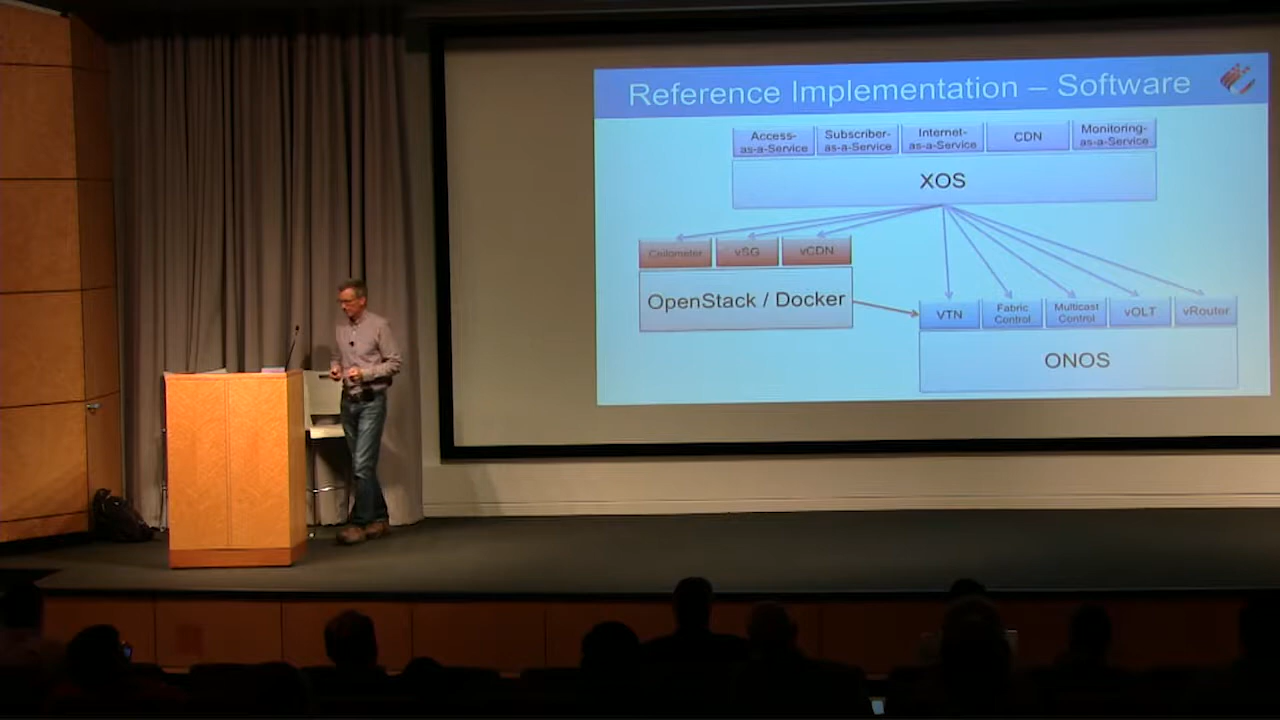 Reference Implementation – Software
Access-
as-a-Service
Subscriber-
as-a-Service
Internet-
as-a-Service
CDN
Monitoring-
as-a-Service
XOS
Ceilometer
vSG
vCDN
OpenStack / Docker
VTN
Fabric
Control
Multicast
Control
vOLT
vRouter
ONOS